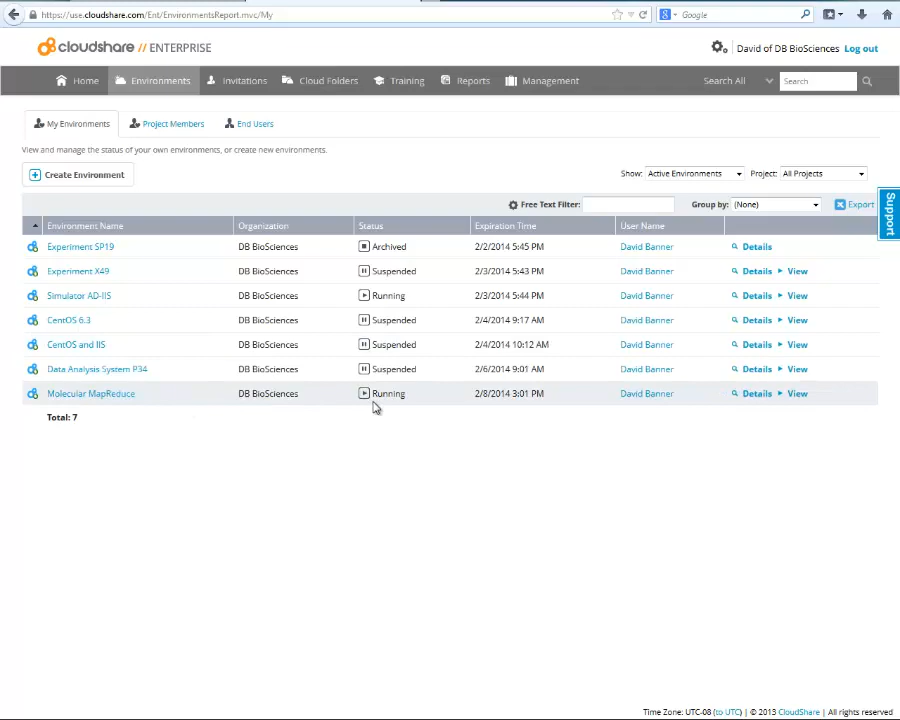 https://use.cloudshare.com/Ent/EnvironmentsReport.mvc/My
Google
cloudshare // ENTERPRISE
David of DB BioSciences Log out
Home Environments Invitations Cloud Folders Training Reports Management Search All Search
My Environments Project Members End Users
View and manage the status of your own environments, or create new environments.
Create Environment Show: Active Environments Project: All Projects
Free Text Filter: Group by: (None) Export
Support
Environment Name Organization Status Expiration Time User Name
Experiment SP19 DB BioSciences Archived 2/2/2014 5:45 PM David Banner Details
Experiment X49 DB BioSciences Suspended 2/3/2014 5:43 PM David Banner Details View
Simulator AD-IIS DB BioSciences Running 2/3/2014 5:44 PM David Banner Details View
CentOS 6.3 DB BioSciences Suspended 2/4/2014 9:17 AM David Banner Details View
CentOS and IIS DB BioSciences Suspended 2/4/2014 10:12 AM David Banner Details View
Data Analysis System P34 DB BioSciences Suspended 2/6/2014 9:01 AM David Banner Details View
Molecular MapReduce DB BioSciences Running 2/8/2014 3:01 PM David Banner Details View
Total: 7
Time Zone: UTC-08 (to UTC) | © 2013 CloudShare | All rights reserved